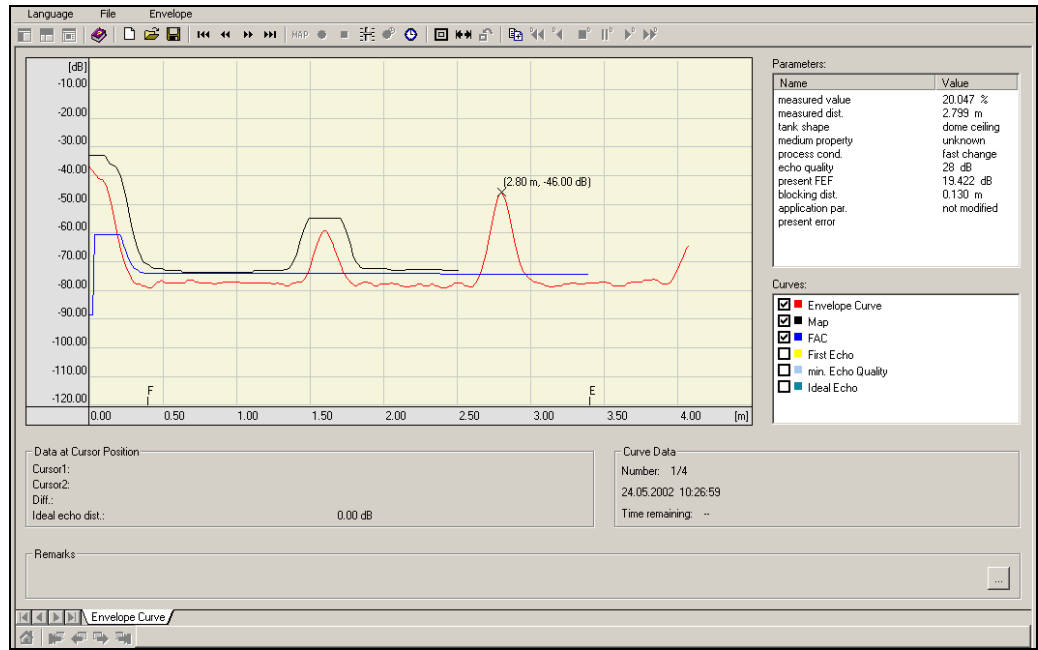 Language File Envelope
MAP
[dB]
-10.00
-20.00
-30.00
-40.00
-50.00
-60.00
-70.00
-80.00
-90.00
-100.00
-110.00
-120.00
(2.80 m, -46.00 dB)
F
E
0.00 0.50 1.00 1.50 2.00 2.50 3.00 3.50 4.00 [m]
Parameters:
Name Value
measured value 20.047 %
measured dist. 2.799 m
tank shape dome ceiling
medium property unknown
process cond. fast change
echo quality 28 dB
present FEF 19.422 dB
blocking dist. 0.130 m
application par. not modified
present error
Curves:
Envelope Curve
Map
FAC
First Echo
min. Echo Quality
Ideal Echo
Data at Cursor Position
Cursor1:
Cursor2:
Diff.:
Ideal echo dist.: 0.00 dB
Curve Data
Number: 1/4
24.05.2002 10:26:59
Time remaining: --
Remarks
...
Envelope Curve